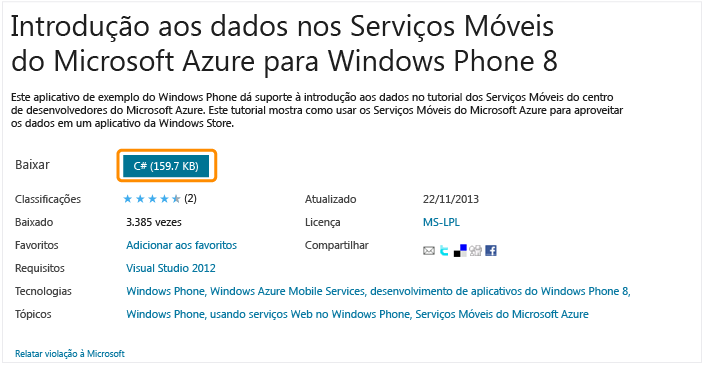 Introdução aos dados nos Serviços Móveis
do Microsoft Azure para Windows Phone 8
Este aplicativo de exemplo do Windows Phone dá suporte à introdução aos dados no tutorial dos Serviços Móveis do centro
de desenvolvedores do Microsoft Azure. Este tutorial mostra como usar os Serviços Móveis do Microsoft Azure para aproveitar
os dados em um aplicativo da Windows Store.
Baixar C# (159.7 KB)
Classificações (2) Atualizado 22/11/2013
Baixado 3.385 vezes Licença MS-LPL
Favoritos Adicionar aos favoritos Compartilhar
Requisitos Visual Studio 2012
Tecnologias Windows Phone, Windows Azure Mobile Services, desenvolvimento de aplicativos do Windows Phone 8,
Tópicos Windows Phone, usando serviços Web no Windows Phone, Serviços Móveis do Microsoft Azure
Relatar violação à Microsoft